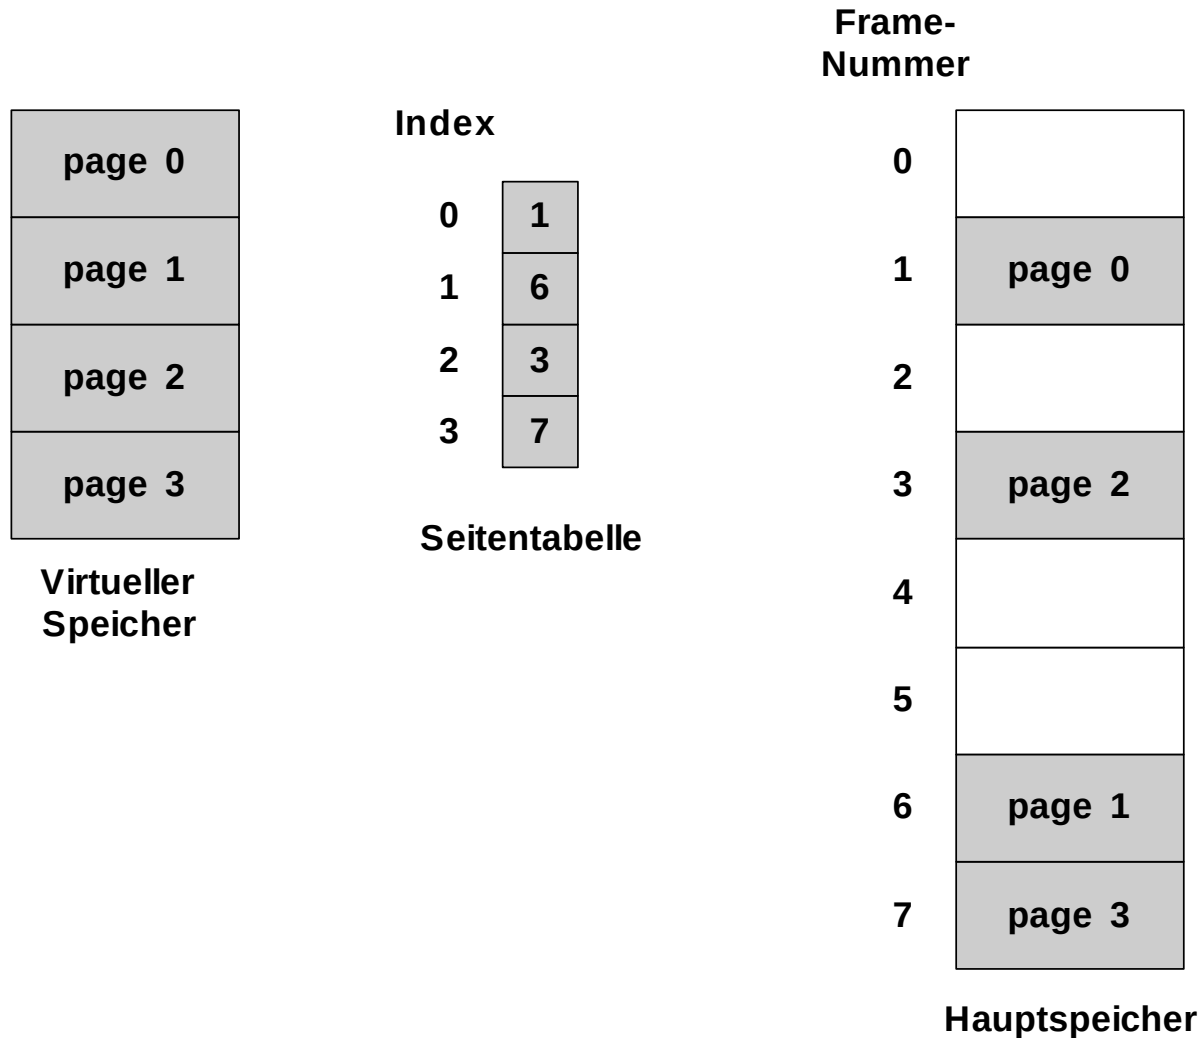 page 0
page 1
page 2
page 3
Virtueller
Speicher
Index
0 1
1 6
2 3
3 7
Seitentabelle
Frame-
Nummer
0
1 page 0
2
3 page 2
4
5
6 page 1
7 page 3
Hauptspeicher